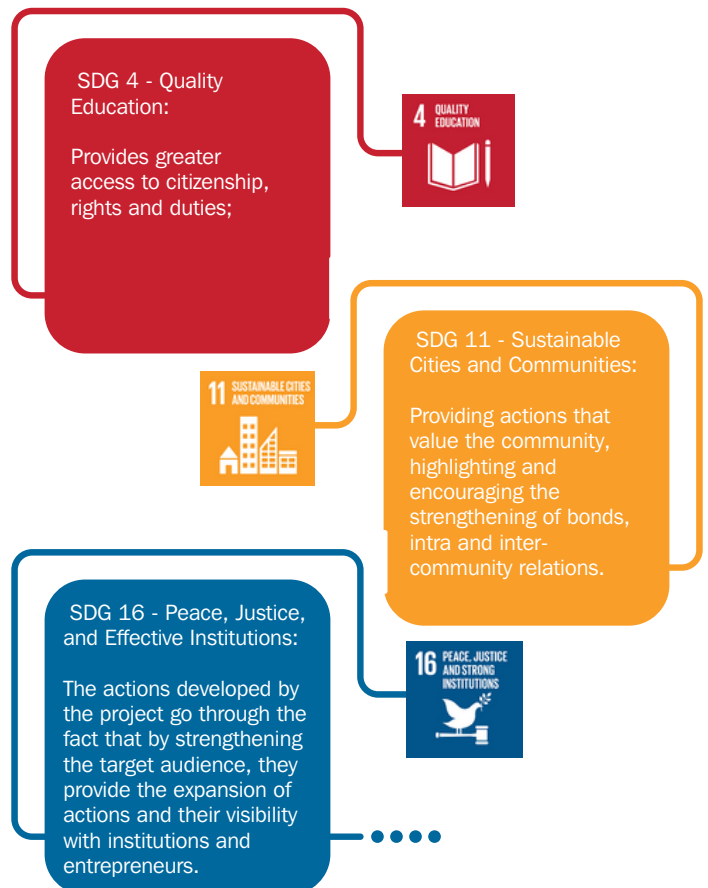 SDG 4 - Quality
Education:
Provides greater
access to citizenship,
rights and duties;
4 QUALITY
EDUCATION
11 SUSTAINABLE CITIES
AND COMMUNITIES
SDG 11 - Sustainable
Cities and Communities:
Providing actions that
value the community,
highlighting and
encouraging the
strengthening of bonds,
intra and inter-
community relations.
SDG 16 - Peace, Justice,
and Effective Institutions:
The actions developed by
the project go through the
fact that by strengthening
the target audience, they
provide the expansion of
actions and their visibility
with institutions and
entrepreneurs.
16 PEACE, JUSTICE
AND STRONG
INSTITUTIONS